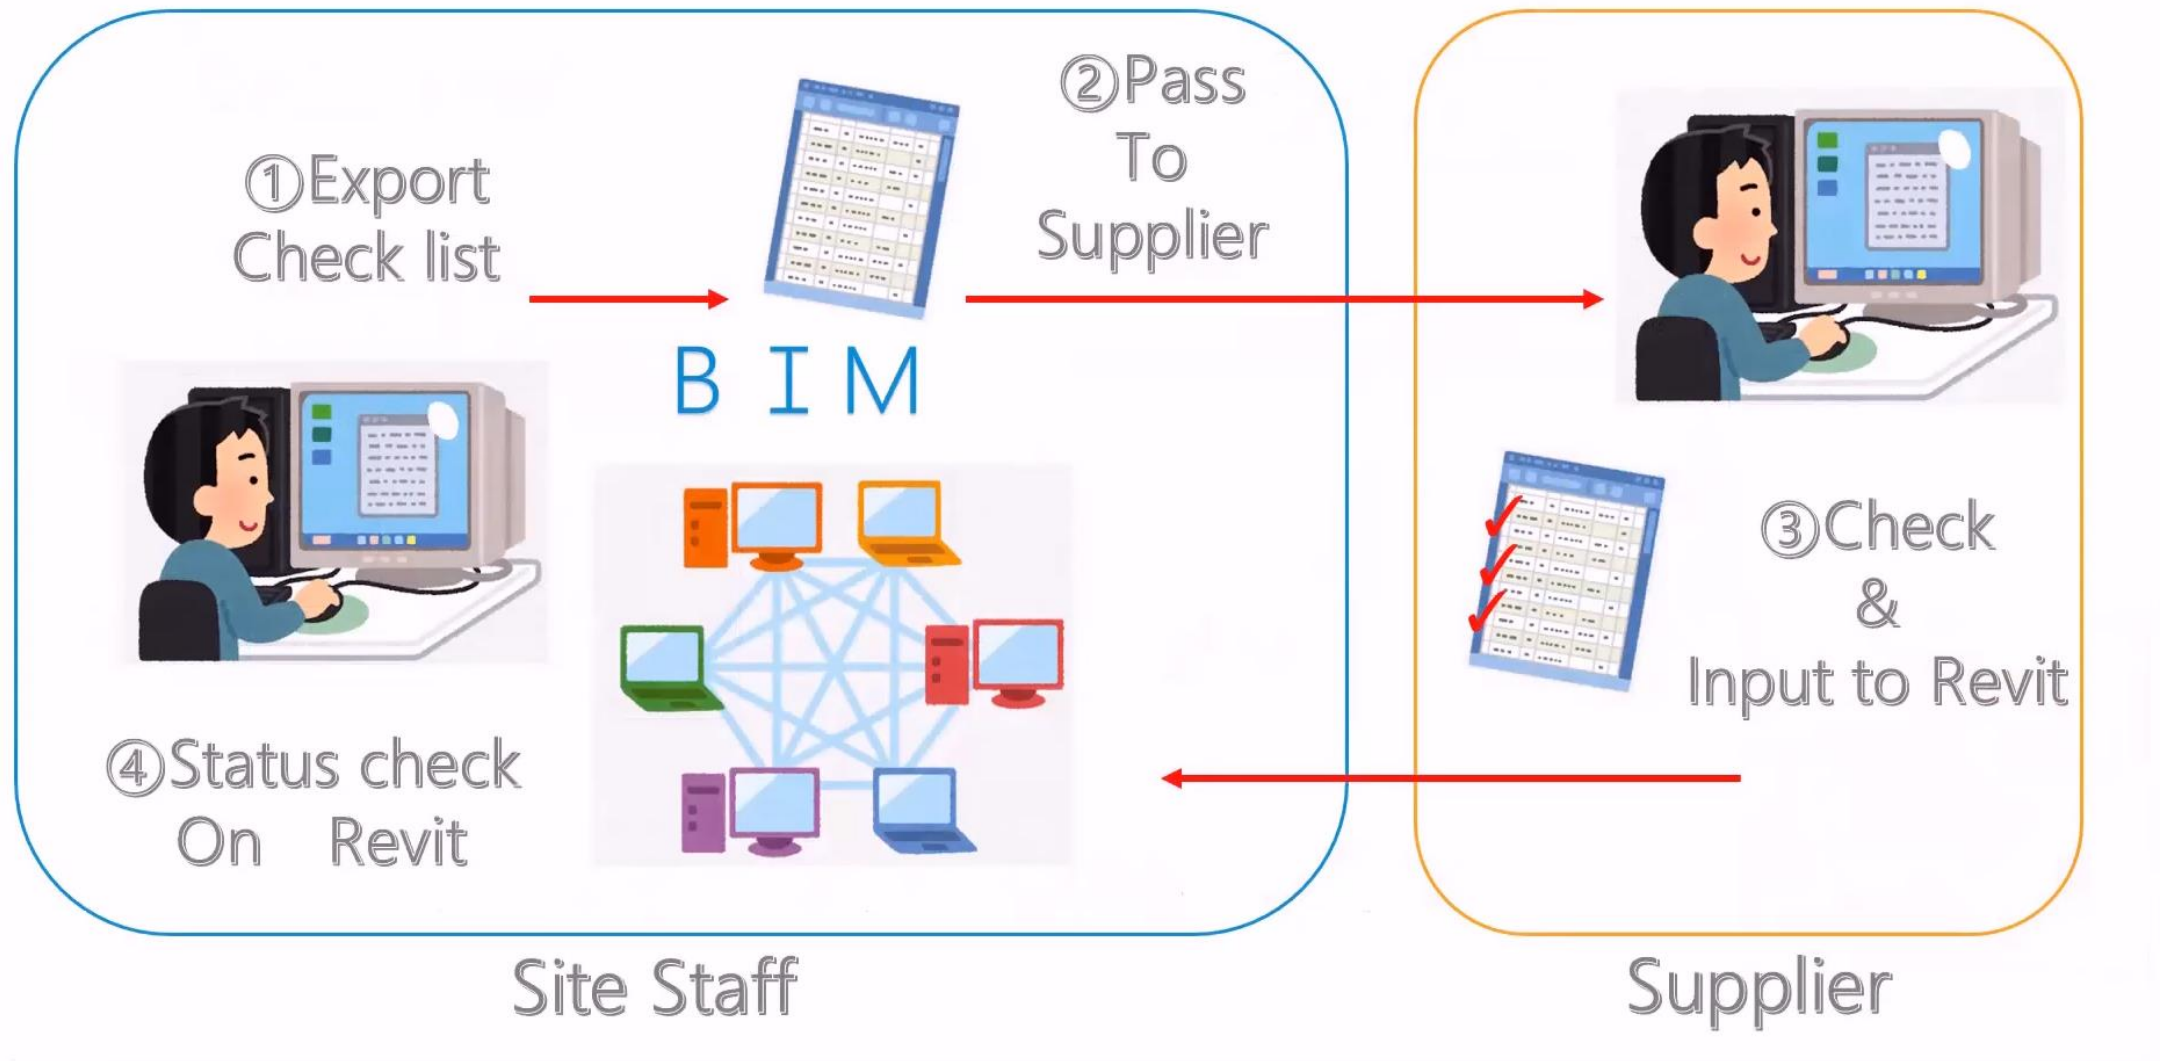 ①Export
Check list
②Pass
To
Supplier
B I M
③Check
&
Input to Revit
④Status check
On Revit
Site Staff
Supplier